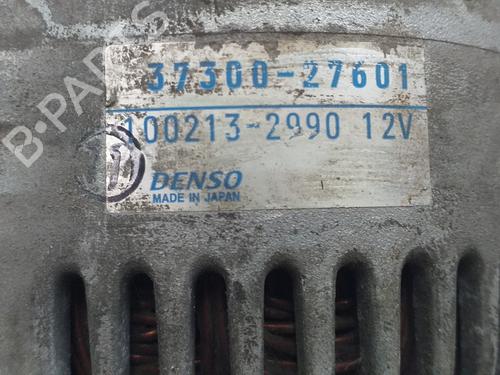 B-PARTS
37300-27601
100213-2990 12V
DENSO
MADE IN JAPAN